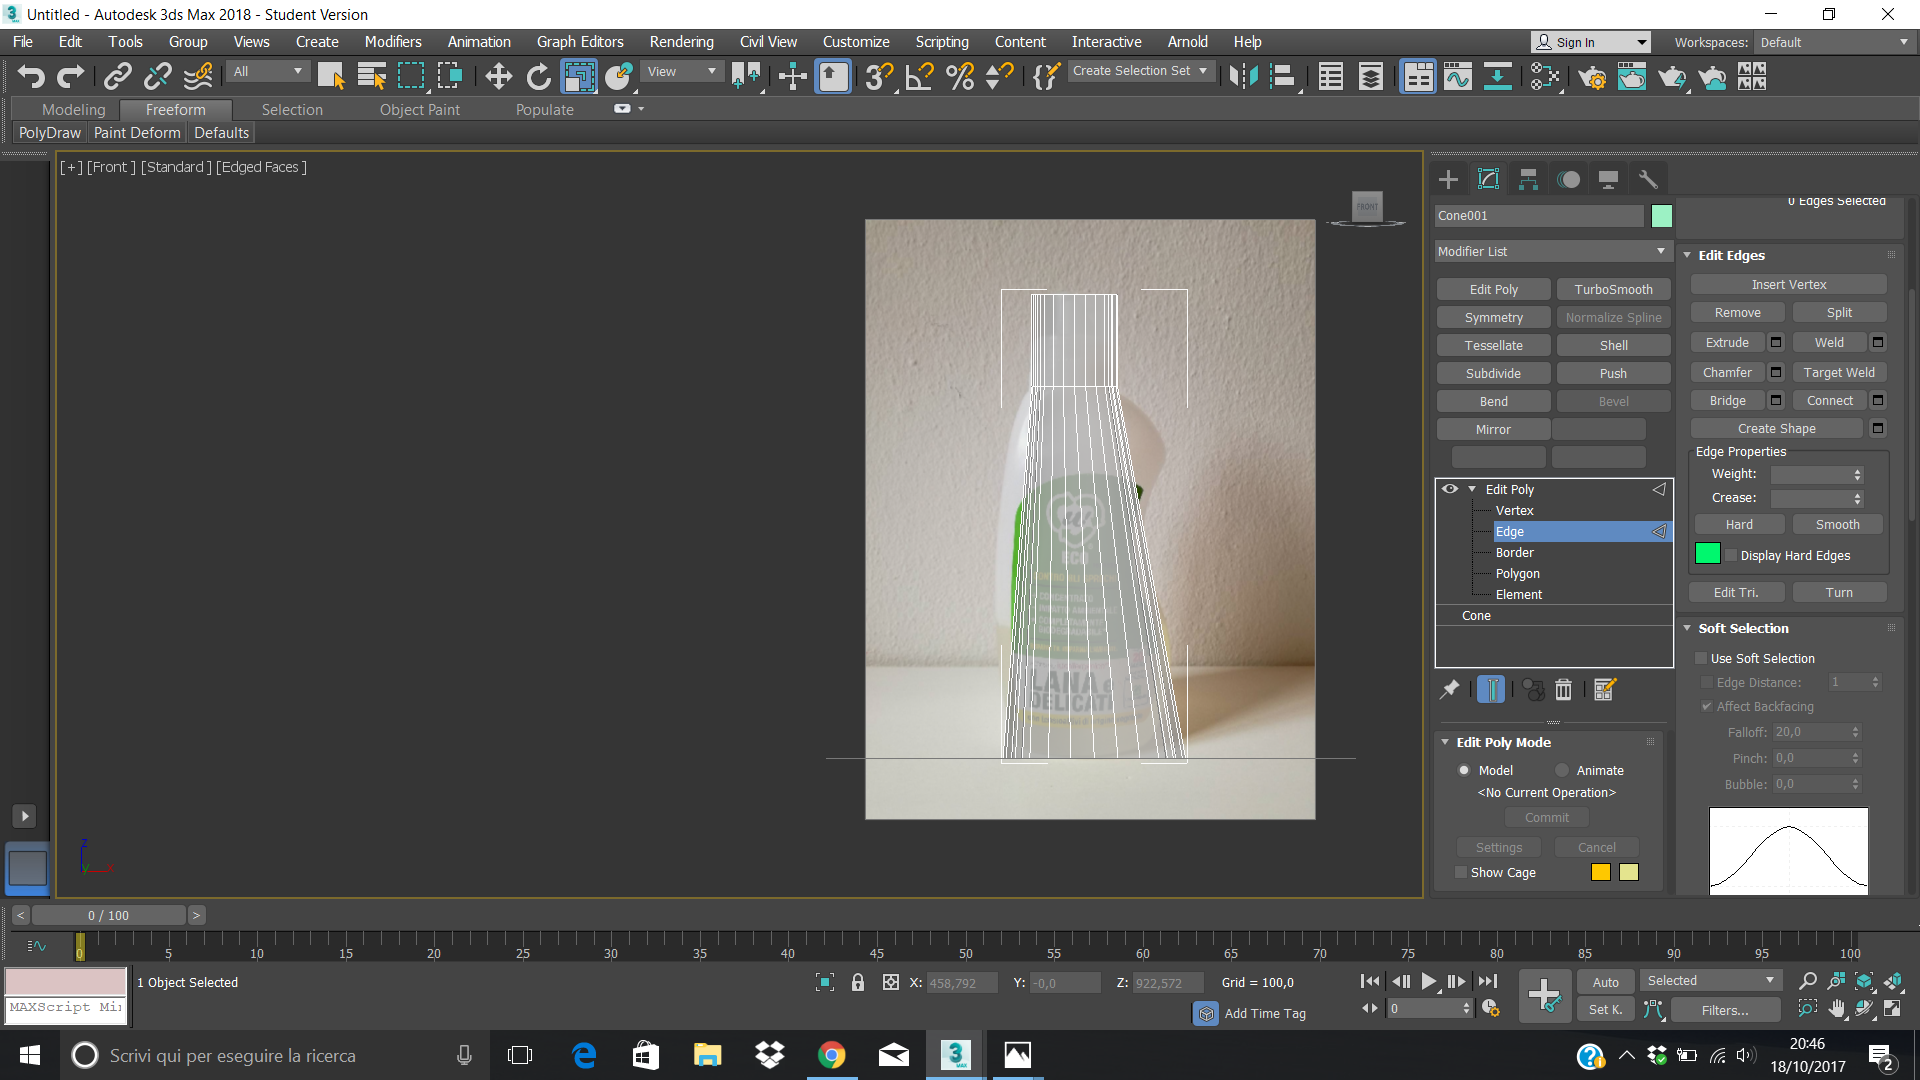 Untitled - Autodesk 3ds Max 2018 - Student Version
File Edit Tools Group Views Create Modifiers Animation Graph Editors Rendering Civil View Customize Scripting Content Interactive Arnold Help
Sign In Workspaces: Default
All View Create Selection Set
Modeling Freeform Selection Object Paint Populate
PolyDraw Paint Deform Defaults
[ + ] [Front ] [Standard ] [Edged Faces ]
FRONT
ECO
LANA
DELICATI
Cone001
Modifier List
Edit Poly TurboSmooth
Symmetry Normalize Spline
Tessellate Shell
Subdivide Push
Bend Bevel
Mirror
Edit Poly
Vertex
Edge
Border
Polygon
Element
Cone
Edit Poly Mode
Model Animate
<No Current Operation>
Commit
Settings Cancel
Show Cage
0 Edges Selected
Edit Edges
Insert Vertex
Remove Split
Extrude Weld
Chamfer Target Weld
Bridge Connect
Create Shape
Edge Properties
Weight:
Crease:
Hard Smooth
Display Hard Edges
Edit Tri. Turn
Soft Selection
Use Soft Selection
Edge Distance: 1
Affect Backfacing
Falloff: 20,0
Pinch: 0,0
Bubble: 0,0
z
y x
< 0 / 100 >
0 5 10 15 20 25 30 35 40 45 50 55 60 65 70 75 80 85 90 95 100
1 Object Selected
X: 458,792 Y: -0,0 Z: 922,572 Grid = 100,0
Auto Selected
MAXScript Mi
Add Time Tag
0
Set K. Filters...
Scrivi qui per eseguire la ricerca
3
MAX
20:46
18/10/2017
2